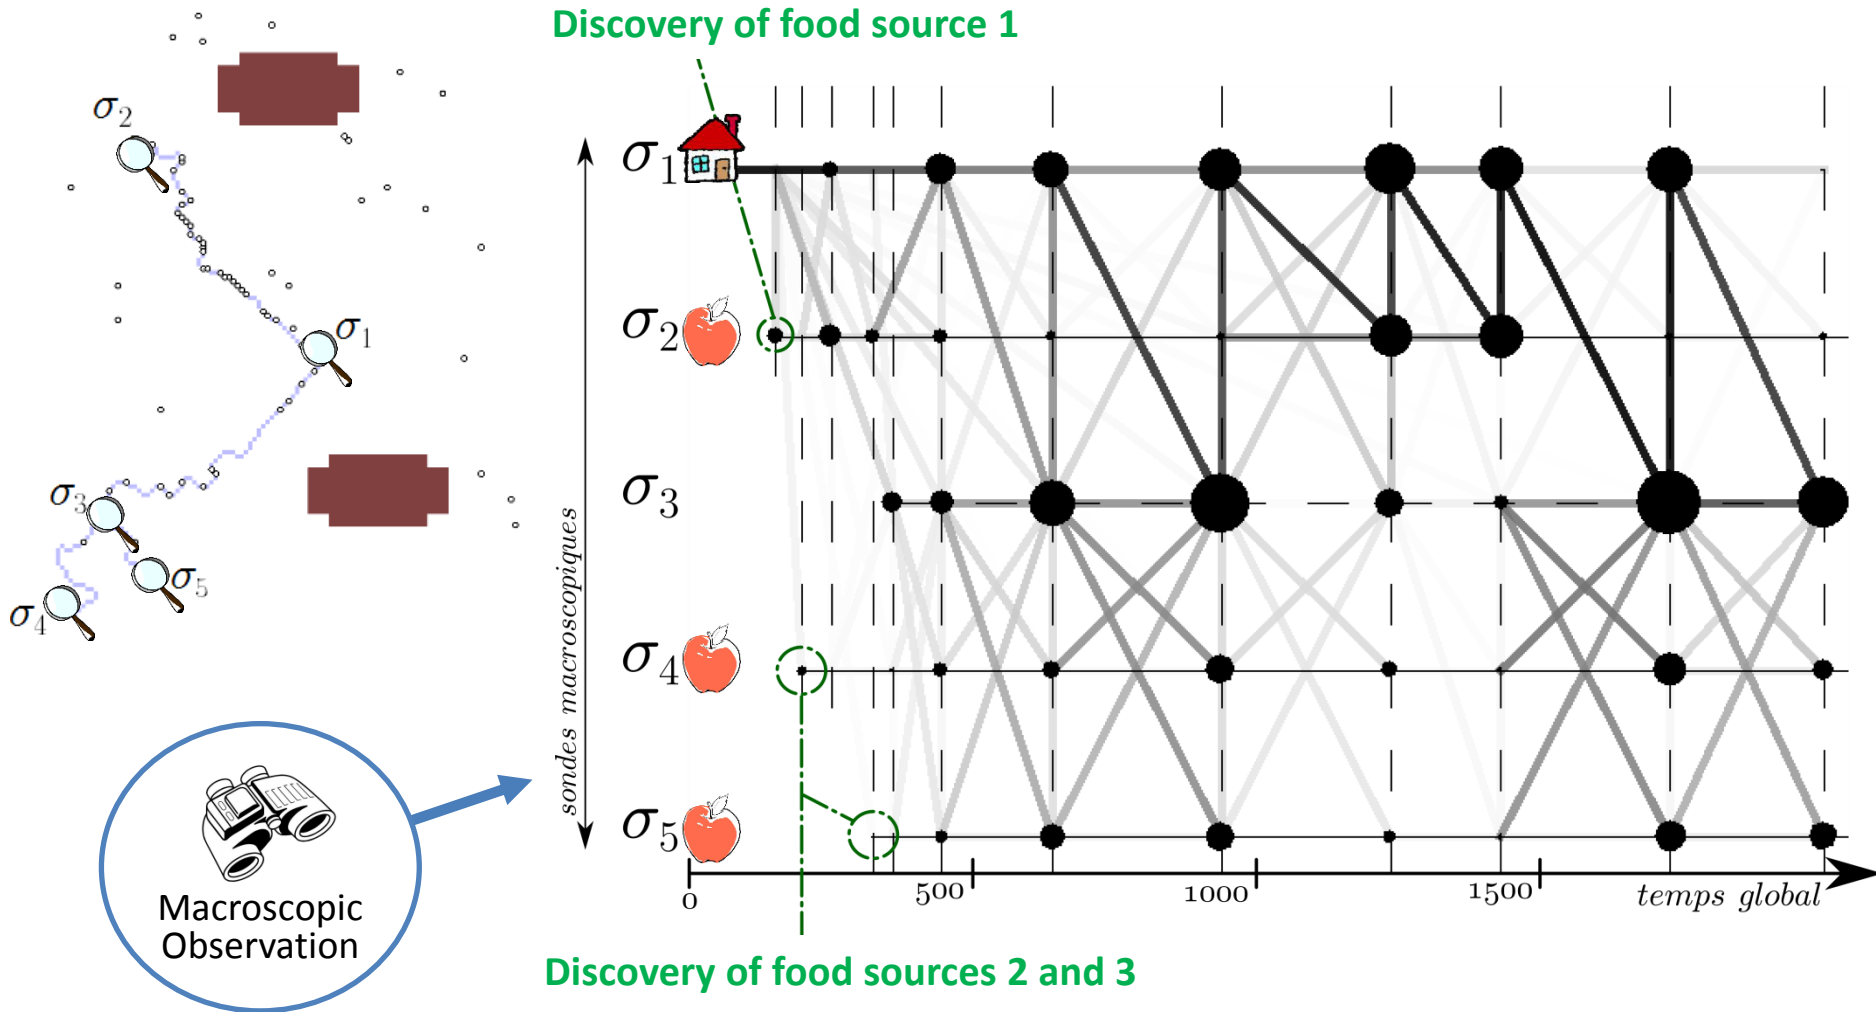 Discovery of food source 1
σ2
σ1
σ3
σ5
σ4
σ1
σ2
σ3
σ4
σ5
sondes macroscopiques
0
500
1000
1500
temps global
Macroscopic
Observation
Discovery of food sources 2 and 3